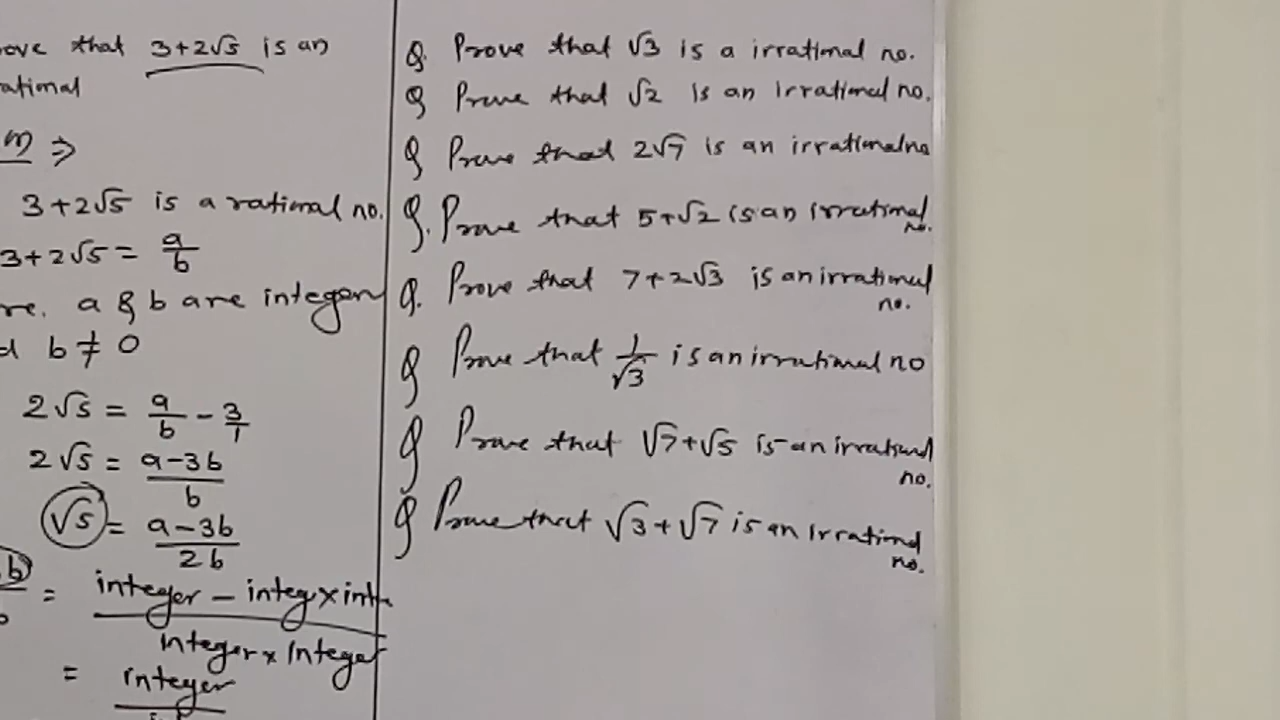 ove that 3+2√5 is an
ational
⇒
3+2√5 is a rational no.
3+2√5 = a/b
re. a & b are integer
d b ≠ 0
2√5 = a/b - 3/1
2√5 = a-3b/b
√5 = a-3b/2b
b = integer - integ x inte
integer x integer
= integer
Q. Prove that √3 is a irrational no.
Q Prove that √2 is an irrational no.
Q Prove that 2√7 is an irrational no
Q. Prove that 5+√2 is an irrational
no.
Q. Prove that 7+2√3 is an irrational
no.
Q Prove that 1/√3 is an irrational no
Q Prove that √7+√5 is an irrational
no.
Q Prove that √3+√7 is an irrational
no.